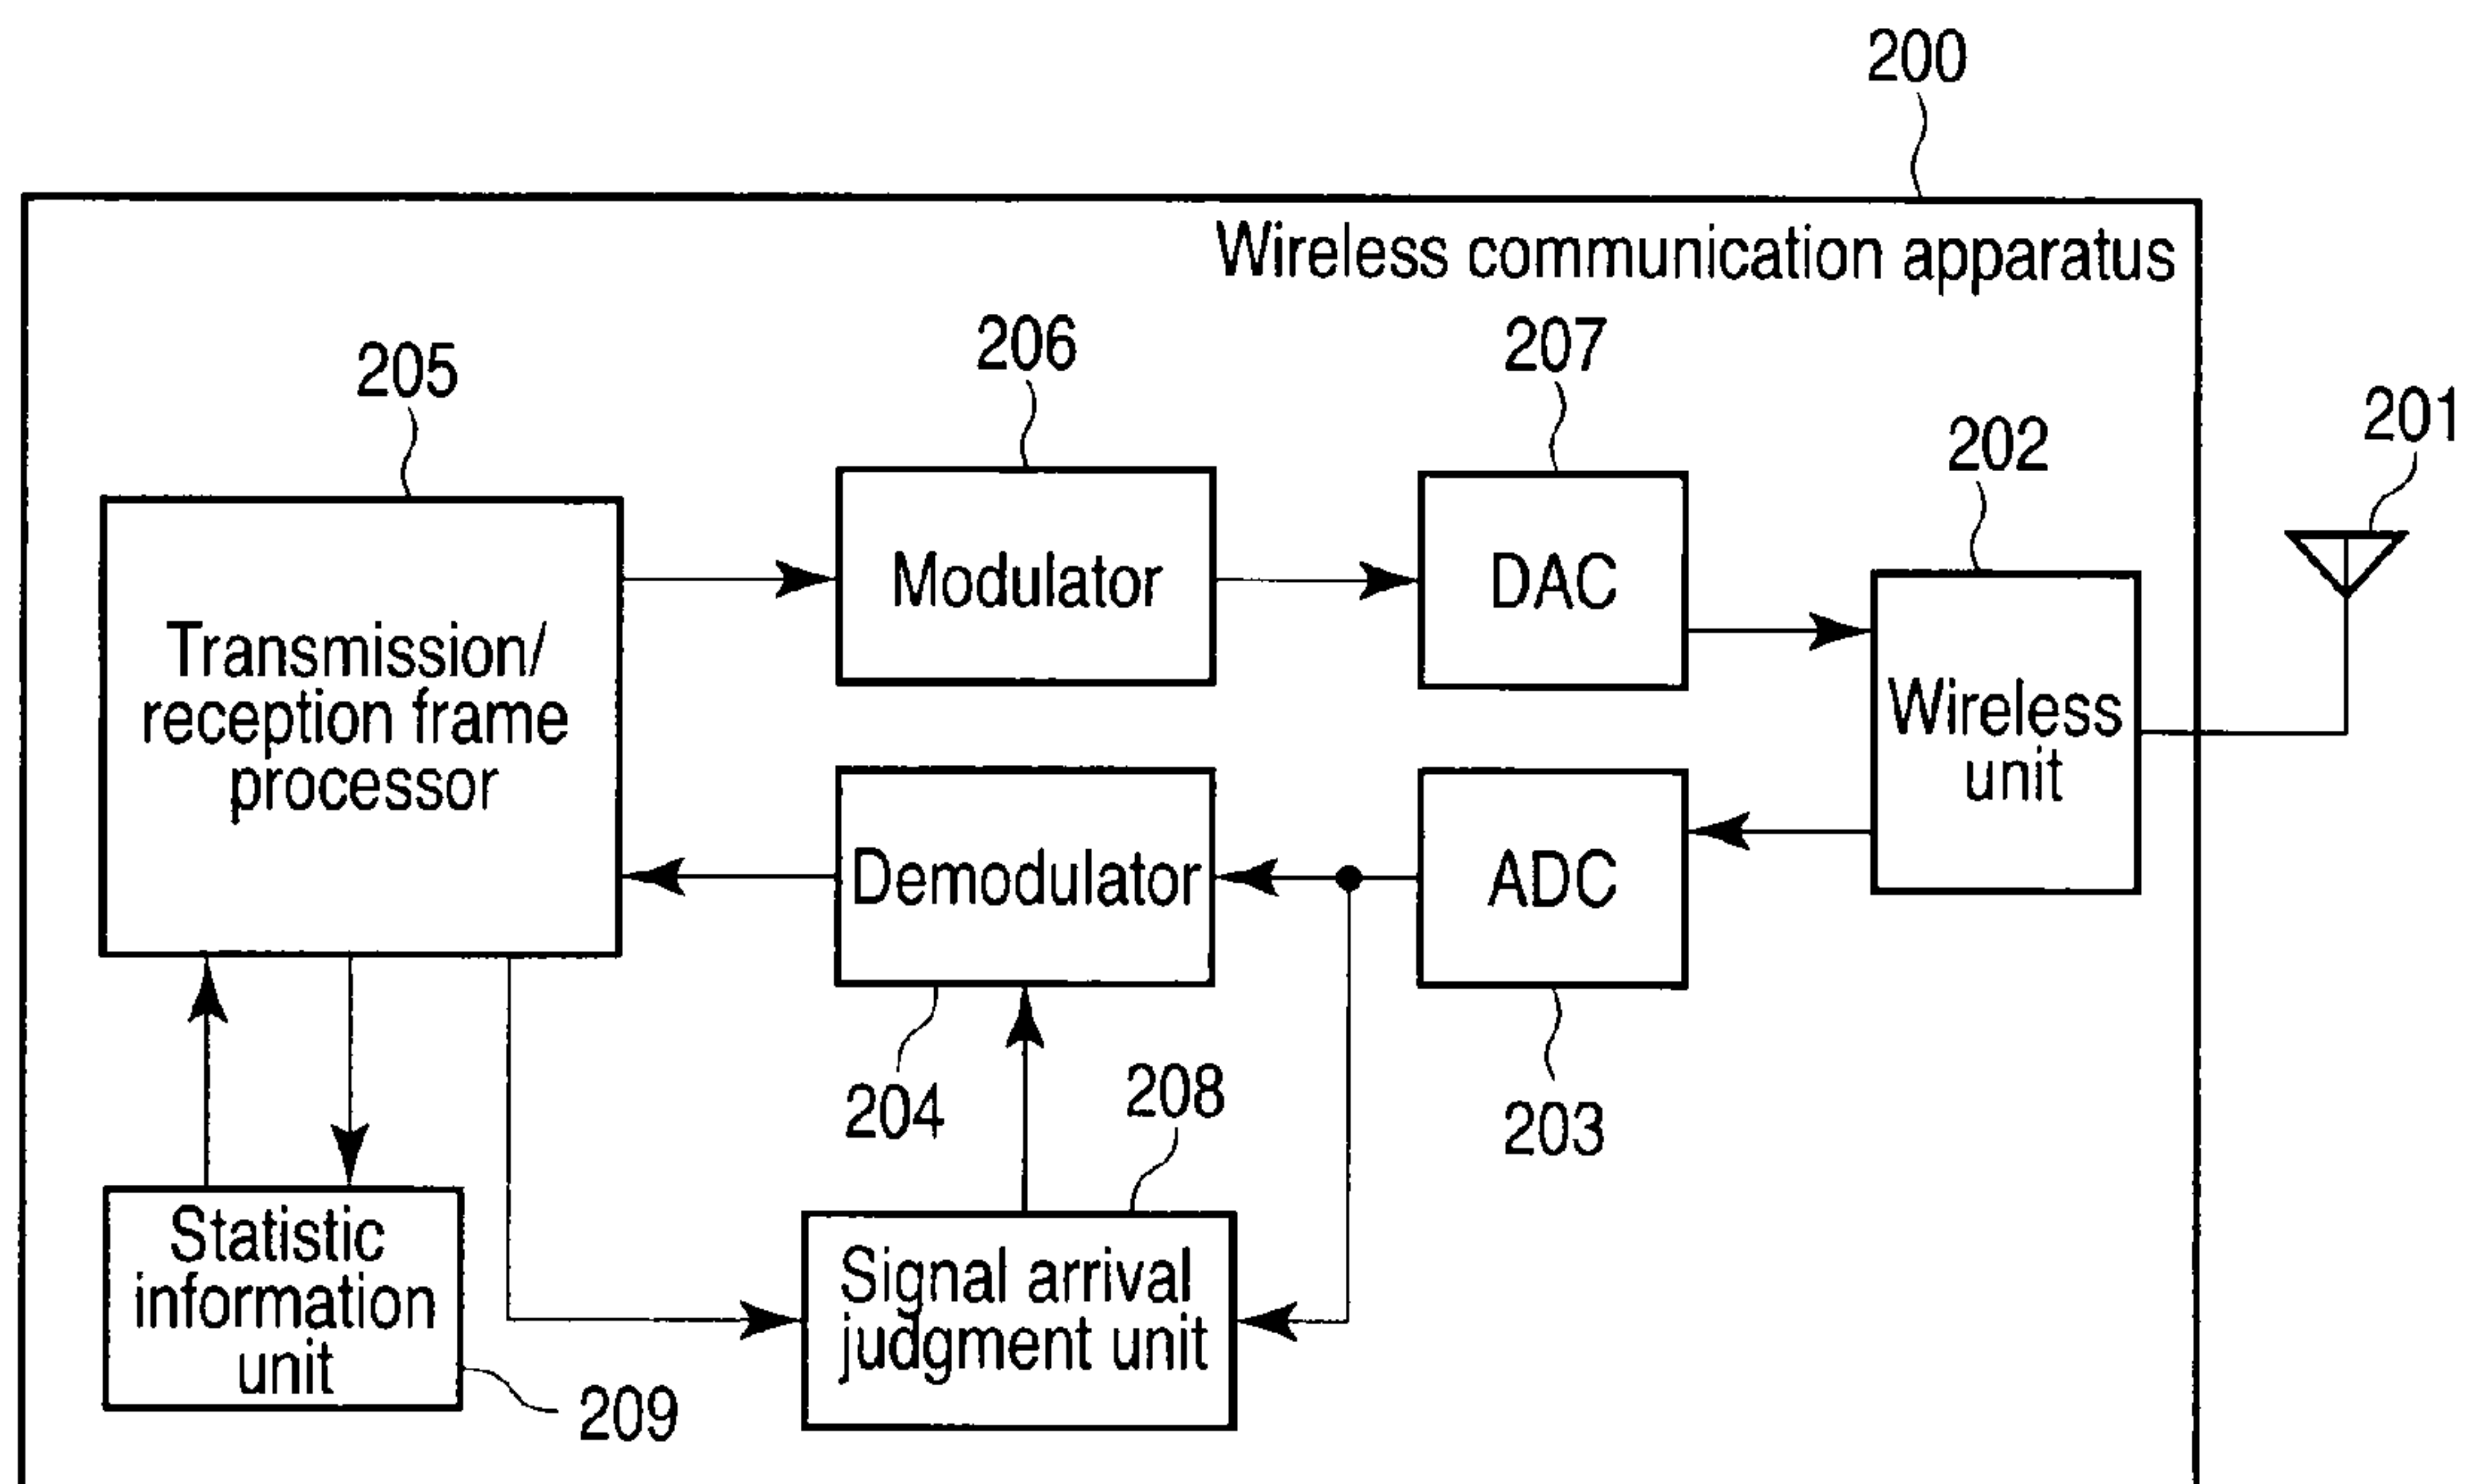 200
Wireless communication apparatus
205
206
207
202
201
Transmission/
reception frame
processor
Modulator
DAC
Wireless
unit
Demodulator
ADC
204
208
203
Statistic
information
unit
209
Signal arrival
judgment unit